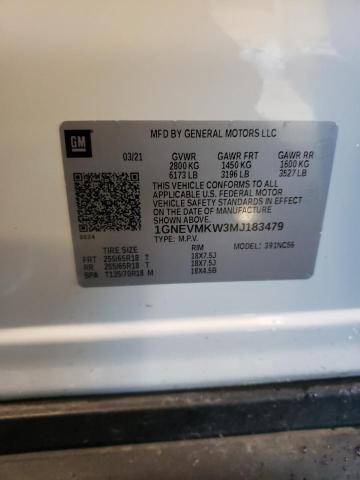 GM
MFD BY GENERAL MOTORS LLC
03/21 GVWR GAWR FRT GAWR RR
2800 KG 1450 KG 1600 KG
6173 LB 3196 LB 3527 LB
THIS VEHICLE CONFORMS TO ALL
APPLICABLE U.S. FEDERAL MOTOR
VEHICLE SAFETY STANDARDS IN EFFECT ON
THE DATE OF MANUFACTURE SHOWN ABOVE.
1GNEVMKW3MJ183479
TYPE: M.P.V. 391NC56
TIRE SIZE RIM
FRT 255/65R18 T 18X7.5J
RR 255/65R18 T 18X7.5J
SPA T135/70R18 M 18X4.5B